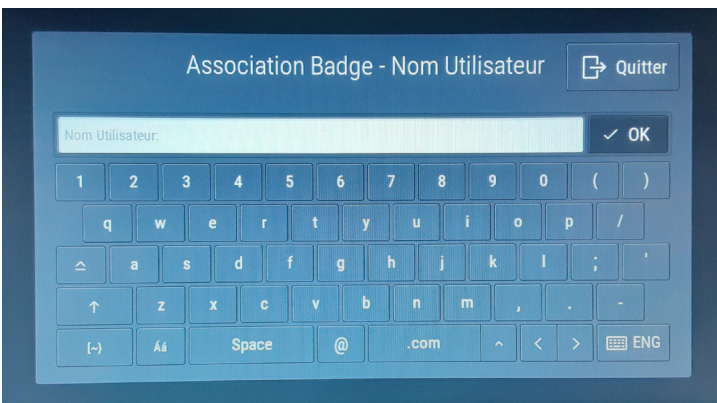 Association Badge - Nom Utilisateur
Quitter
Nom Utilisateur:
OK
1 2 3 4 5 6 7 8 9 0 ( )
q w e r t y u i o p /
a s d f g h j k l ; '
z x c v b n m , . -
[~} Áá Space @ .com ^ < > ENG